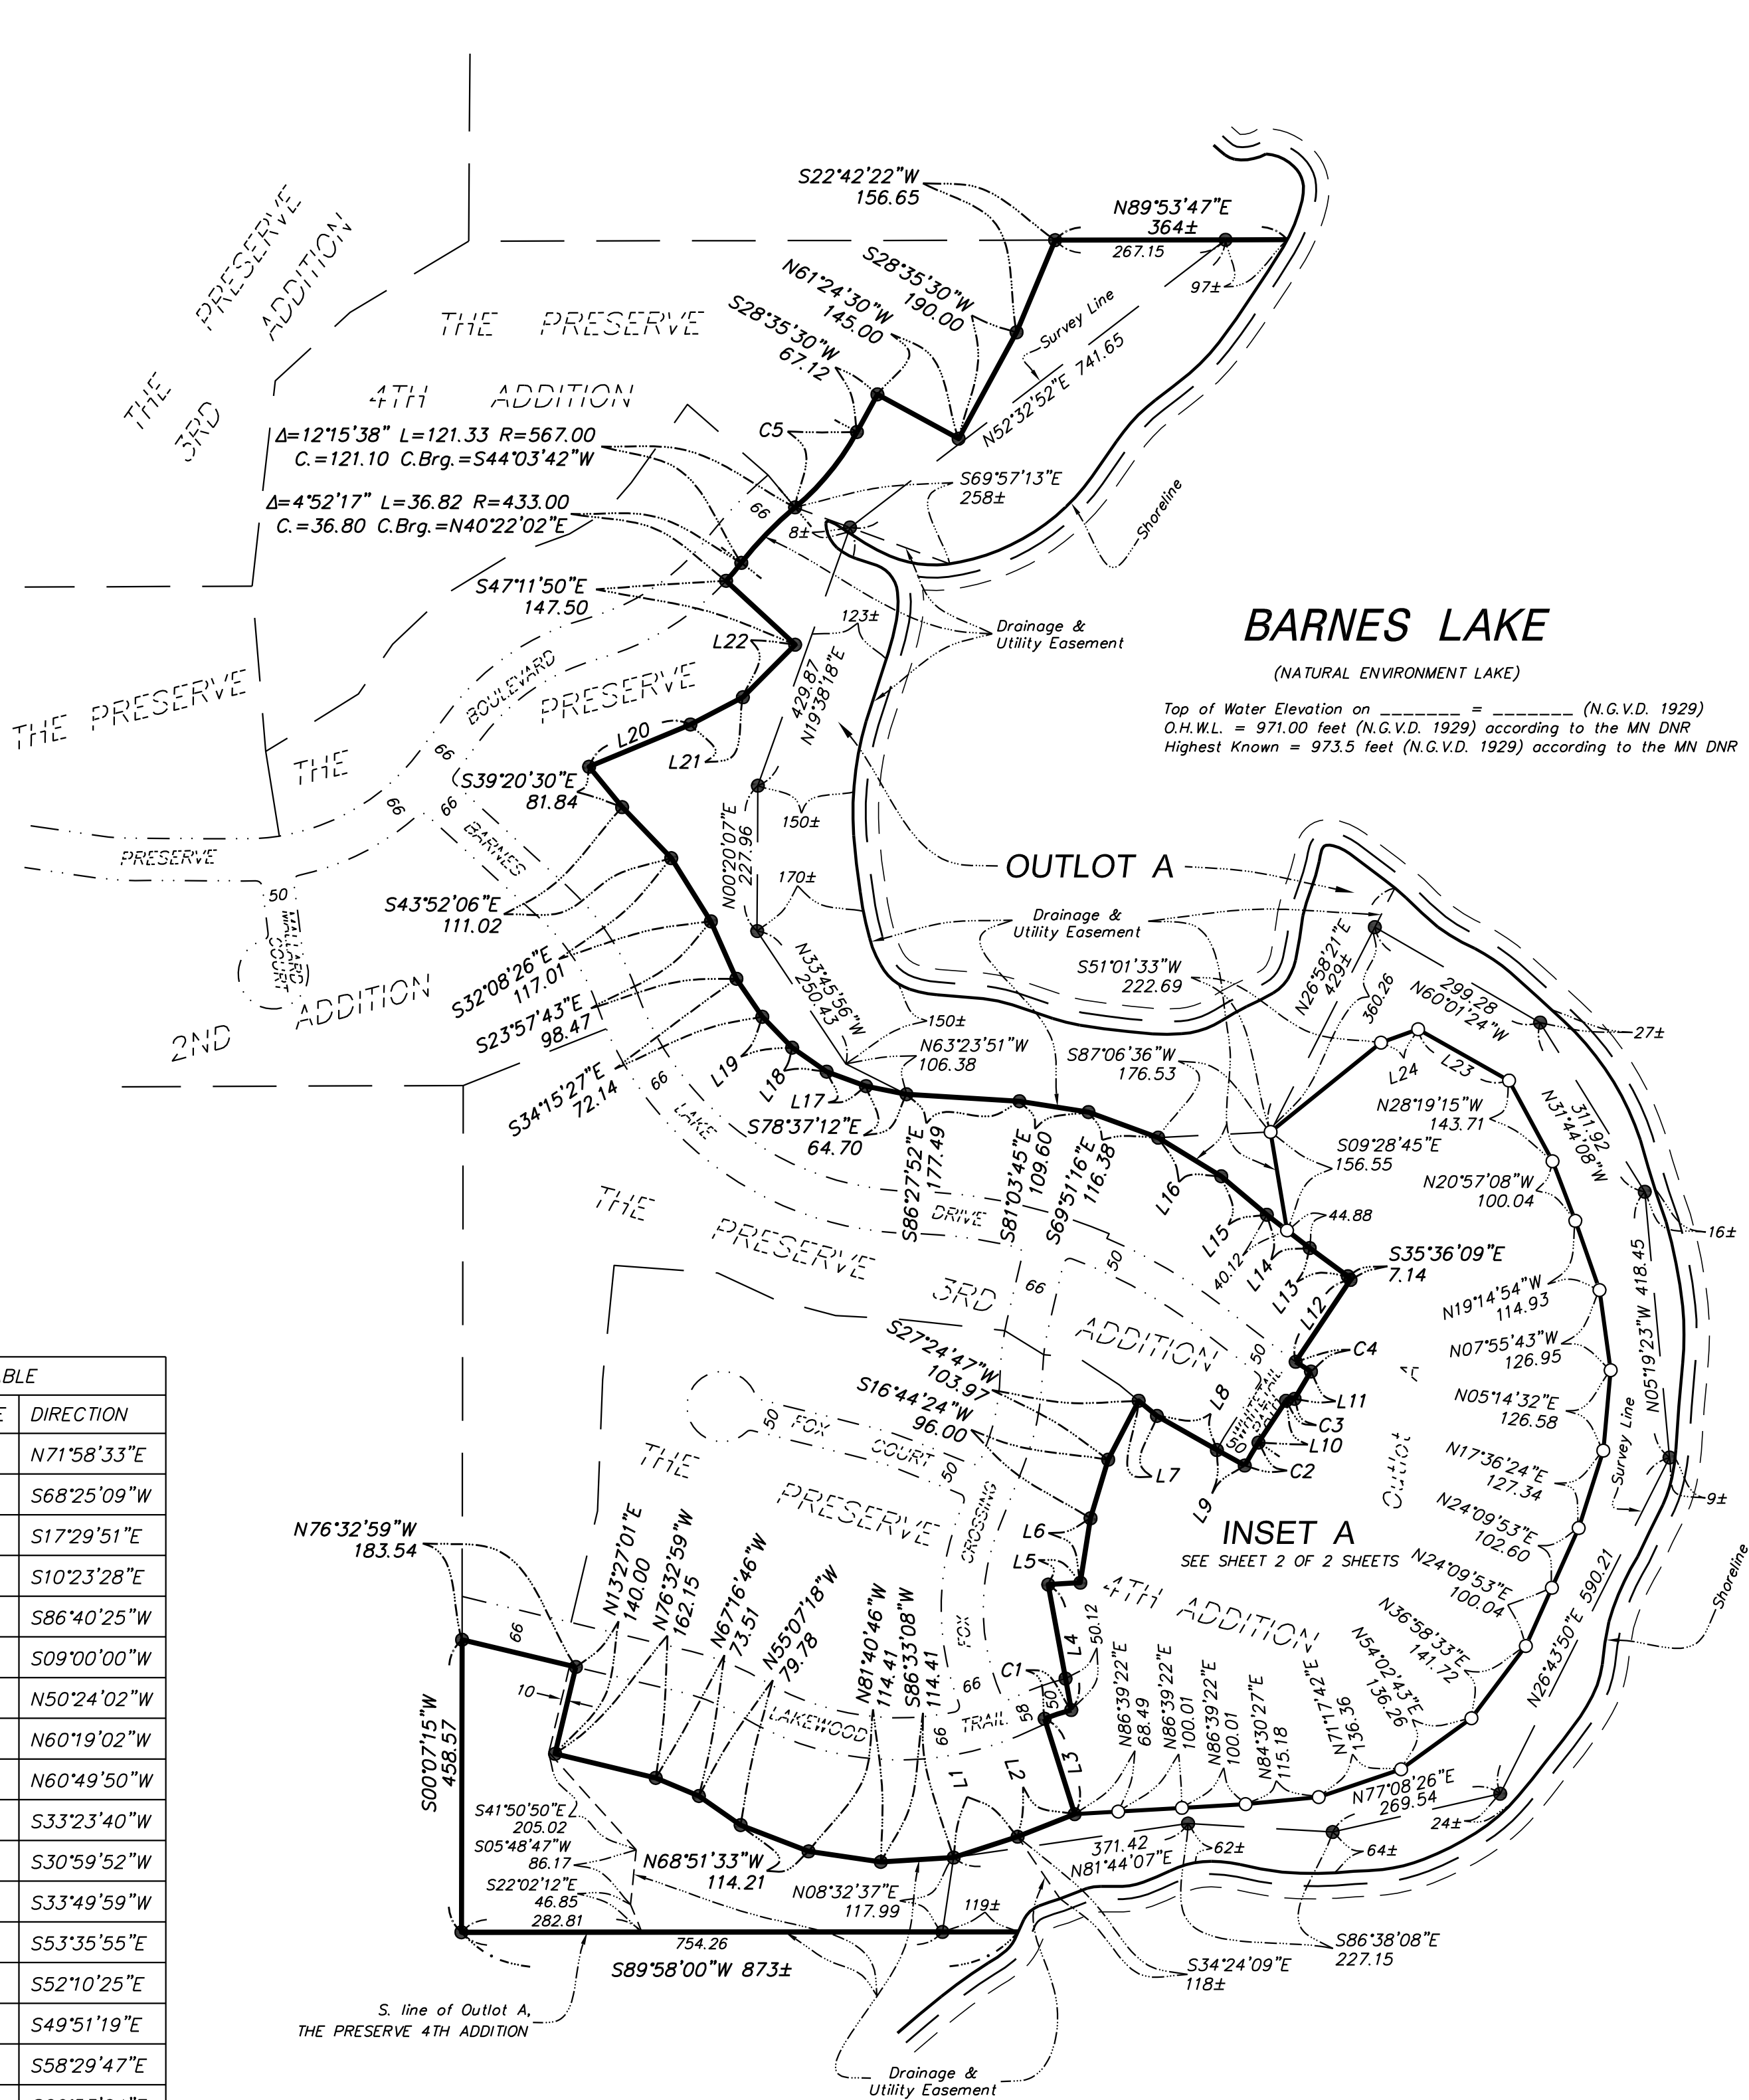 S22°42'22"W
156.65
N89°53'47"E
364±
267.15
97±
THE PRESERVE
3RD ADDITION
THE PRESERVE
4TH ADDITION
S28°35'30"W
190.00
N61°24'30"W
145.00
S28°35'30"W
67.12
Survey Line
N52°32'52"E 741.65
C5
Δ=12°15'38" L=121.33 R=567.00
C.=121.10 C.Brg.=S44°03'42"W
Δ=4°52'17" L=36.82 R=433.00
C.=36.80 C.Brg.=N40°22'02"E
66
8±
S69°57'13"E
258±
Shoreline
S47°11'50"E
147.50
L22
123±
429.87
N19°38'18"E
Drainage &
Utility Easement
BARNES LAKE
(NATURAL ENVIRONMENT LAKE)
Top of Water Elevation on _______ = _______ (N.G.V.D. 1929)
O.H.W.L. = 971.00 feet (N.G.V.D. 1929) according to the MN DNR
Highest Known = 973.5 feet (N.G.V.D. 1929) according to the MN DNR
THE PRESERVE
BOULEVARD
THE PRESERVE
66
66
66
L20
L21
S39°20'30"E
81.84
BARNES
PRESERVE
50
MALLARD
COURT
2ND ADDITION
N00°20'07"E
227.96
150±
170±
OUTLOT A
Drainage &
Utility Easement
S43°52'06"E
111.02
S32°08'26"E
117.01
S23°57'43"E
98.47
S34°15'27"E
72.14
N33°45'56"W
250.43
150±
N63°23'51"W
106.38
S51°01'33"W
222.69
N26°58'21"E
429±
360.26
299.28
N60°01'24"W
27±
L19
L18
L17
66
LAKE
S78°37'12"E
64.70
S86°27'52"E
177.49
S81°03'45"E
109.60
S69°51'16"E
116.38
S87°06'36"W
176.53
L24
L23
N28°19'15"W
143.71
311.92
N31°44'08"W
S09°28'45"E
156.55
N20°57'08"W
100.04
16±
L16
L15
40.12
L14
44.88
L13
S35°36'09"E
7.14
L12
DRIVE
50
66
THE PRESERVE
3RD ADDITION
N19°14'54"W
114.93
N05°19'23"W 418.45
N07°55'43"W
126.95
C4
L11
C3
L10
C2
L9
L8
L7
50
WHITETAIL
50
S27°24'47"W
103.97
S16°44'24"W
96.00
N05°14'32"E
126.58
Survey Line
N17°36'24"E
127.34
Outlot A
9±
50
FOX COURT
50
CROSSING
THE PRESERVE
4TH ADDITION
INSET A
SEE SHEET 2 OF 2 SHEETS
N24°09'53"E
102.60
N24°09'53"E
100.04
N26°43'50"E 590.21
Shoreline
L6
L5
L4
50.12
N76°32'59"W
183.54
66
N13°27'01"E
140.00
N76°32'59"W
162.15
N67°16'46"W
73.51
N55°07'18"W
79.78
N81°40'46"W
114.41
S86°33'08"W
114.41
FOX
66
C1
50
58
LAKEWOOD TRAIL
66
L1
L2
L3
N86°39'22"E
68.49
N86°39'22"E
100.01
N86°39'22"E
100.01
N84°30'27"E
115.18
N71°17'42"E
136.36
N54°02'43"E
136.26
N36°58'33"E
141.72
N77°08'26"E
269.54
24±
10
S00°07'15"W
458.57
S41°50'50"E
205.02
S05°48'47"W
86.17
S22°02'12"E
46.85
282.81
N68°51'33"W
114.21
N08°32'37"E
117.99
119±
371.42
N81°44'07"W
62±
64±
754.26
S89°58'00"W 873±
S34°24'09"E
118±
S86°38'08"E
227.15
S. line of Outlot A,
THE PRESERVE 4TH ADDITION
Drainage &
Utility Easement
BLE
E DIRECTION
N71°58'33"E
S68°25'09"W
S17°29'51"E
S10°23'28"E
S86°40'25"W
S09°00'00"W
N50°24'02"W
N60°19'02"W
N60°49'50"W
S33°23'40"W
S30°59'52"W
S33°49'59"W
S53°35'55"E
S52°10'25"E
S49°51'19"E
S58°29'47"E